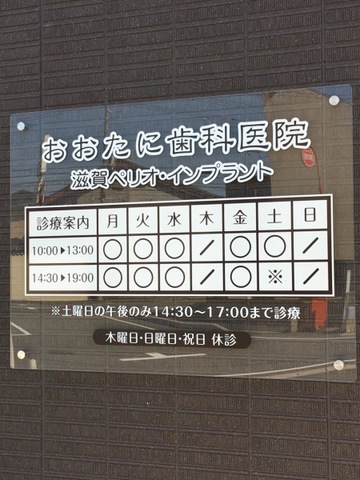 おおたに歯科医院
滋賀ペリオ・インプラント
診療案内 月 火 水 木 金 土 日
10:00▶13:00 ○ ○ ○ / ○ ○ /
14:30▶19:00 ○ ○ ○ / ○ ※ /
※土曜日の午後のみ14:30～17:00まで診療
木曜日・日曜日・祝日 休診